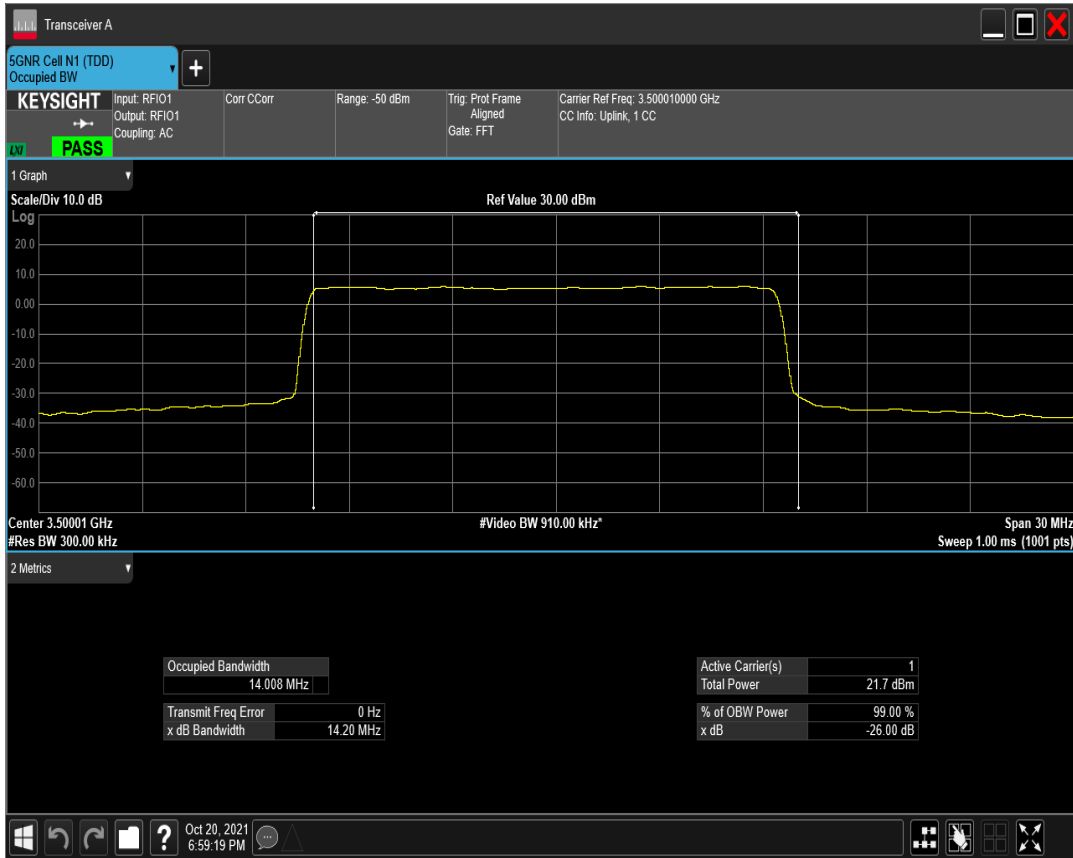 Transceiver A
5GNR Cell N1 (TDD)
Occupied BW
KEYSIGHT
LXI
PASS
Input: RFIO1
Output: RFIO1
Coupling: AC
Corr CCorr
Range: -50 dBm
Trig: Prot Frame
Aligned
Gate: FFT
Carrier Ref Freq: 3.500010000 GHz
CC Info: Uplink, 1 CC
1 Graph
Scale/Div 10.0 dB
Ref Value 30.00 dBm
Log
20.0
10.0
0.00
-10.0
-20.0
-30.0
-40.0
-50.0
-60.0
Center 3.50001 GHz
#Video BW 910.00 kHz*
Span 30 MHz
#Res BW 300.00 kHz
Sweep 1.00 ms (1001 pts)
2 Metrics
Occupied Bandwidth
14.008 MHz
Transmit Freq Error 0 Hz
x dB Bandwidth 14.20 MHz
Active Carrier(s) 1
Total Power 21.7 dBm
% of OBW Power 99.00 %
x dB -26.00 dB
?
Oct 20, 2021
6:59:19 PM